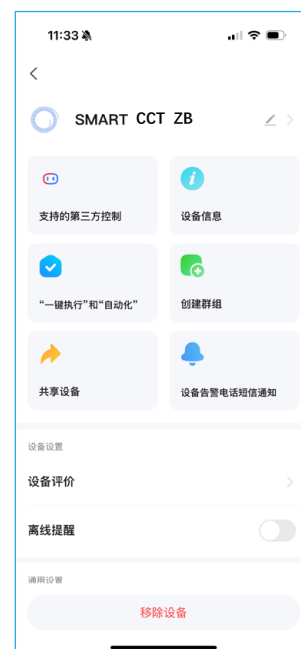 11:33
SMART CCT ZB
支持的第三方控制
设备信息
“一键执行”和“自动化”
创建群组
共享设备
设备告警电话短信通知
设备设置
设备评价
离线提醒
通用设置
移除设备